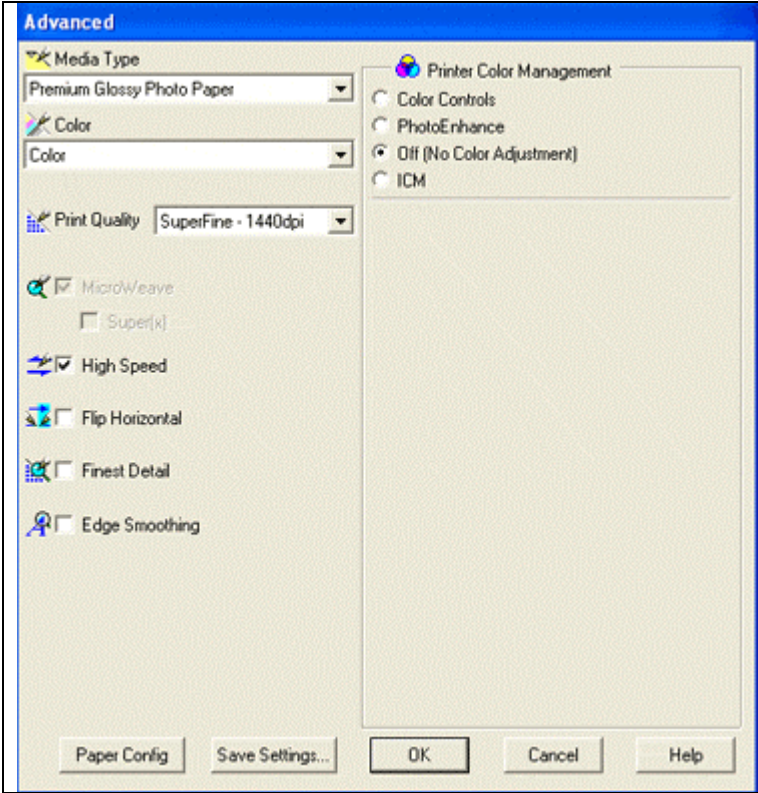 Advanced
Media Type
Premium Glossy Photo Paper
Color
Color
Print Quality SuperFine - 1440dpi
MicroWeave
Super(x)
High Speed
Flip Horizontal
Finest Detail
Edge Smoothing
Printer Color Management
Color Controls
PhotoEnhance
Off (No Color Adjustment)
ICM
Paper Config Save Settings... OK Cancel Help